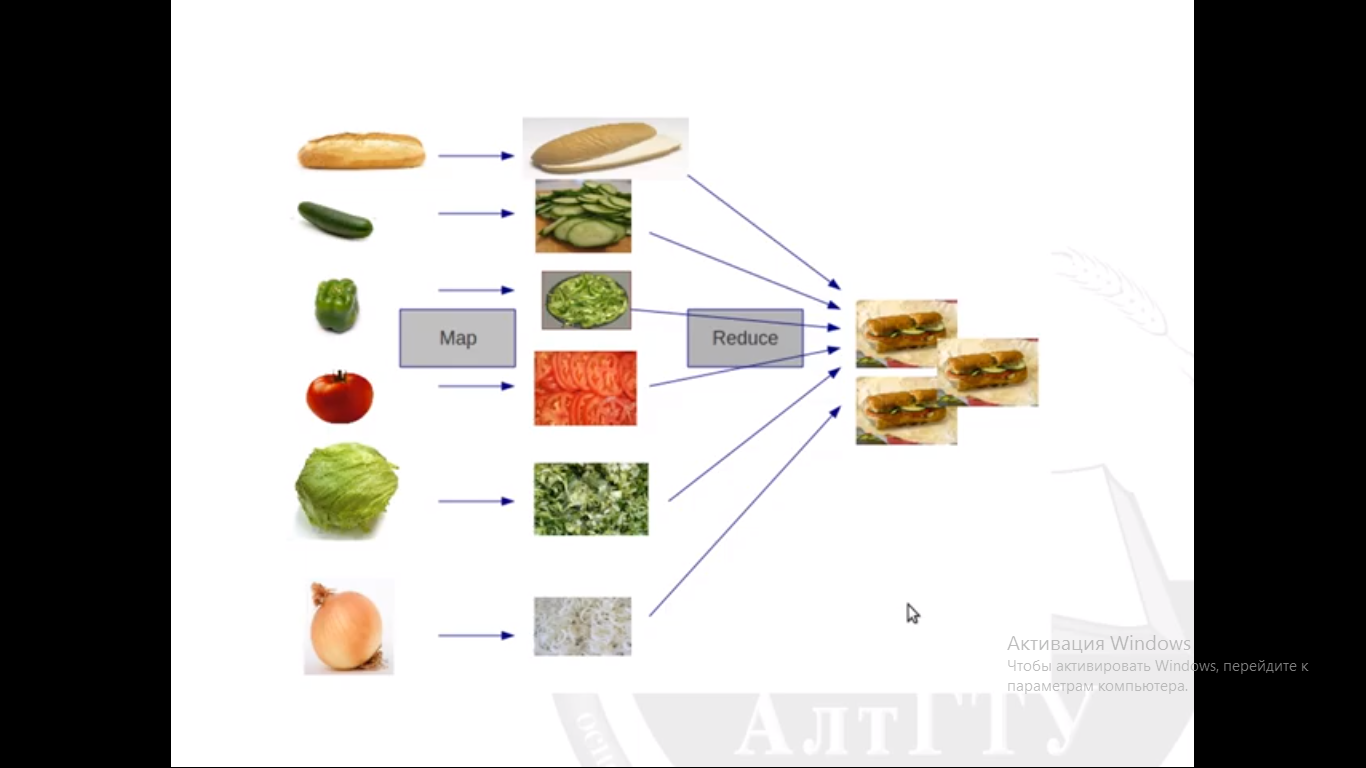 Map
Reduce
Активация Windows
Чтобы активировать Windows, перейдите к
параметрам компьютера.
АлтГТУ